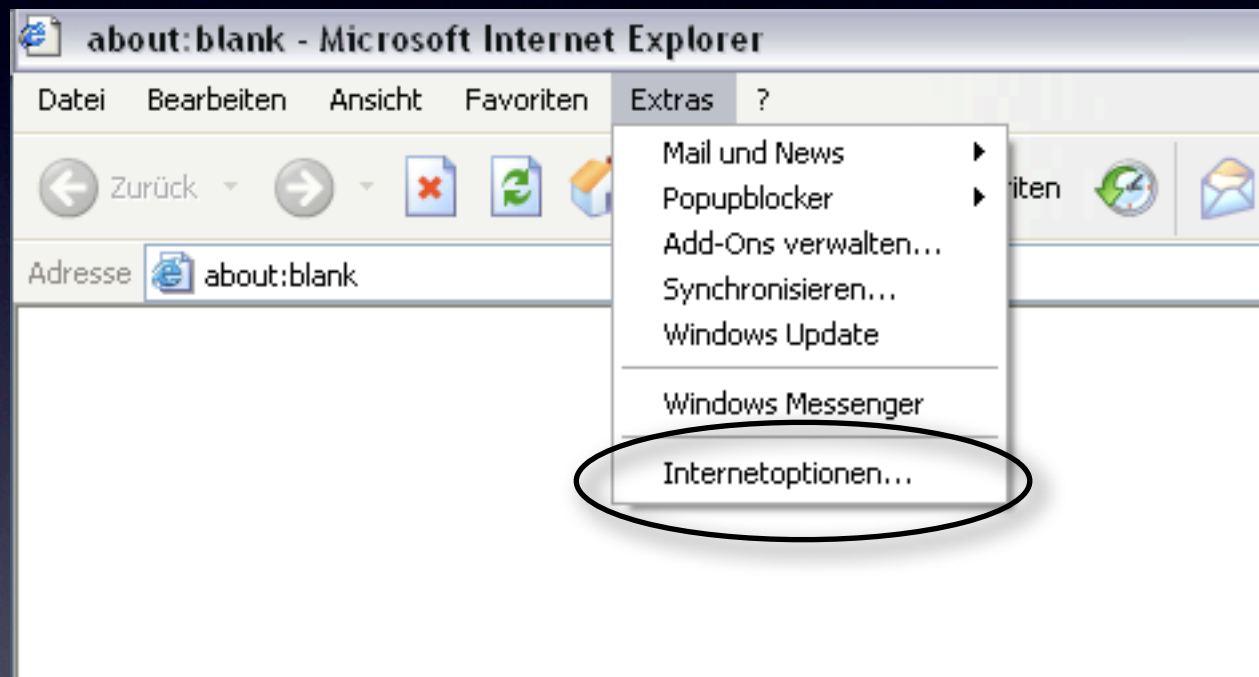 about:blank - Microsoft Internet Explorer
Datei Bearbeiten Ansicht Favoriten Extras ?
Zurück
Adresse about:blank
Mail und News
Popupblocker
Add-Ons verwalten...
Synchronisieren...
Windows Update
Windows Messenger
Internetoptionen...